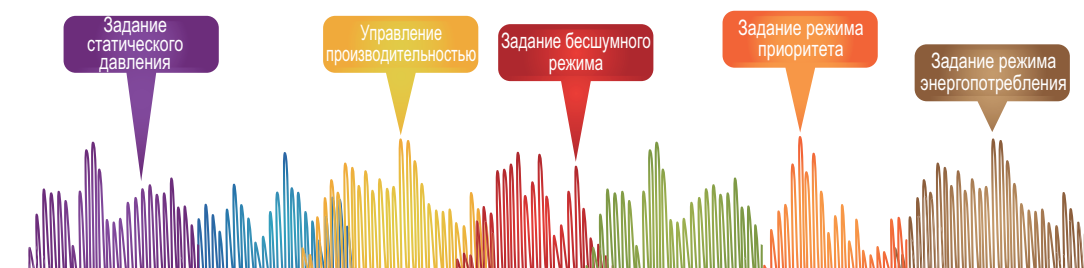 Задание
статического
давления
Управление
производительностью
Задание бесшумного
режима
Задание режима
приоритета
Задание режима
энергопотребления